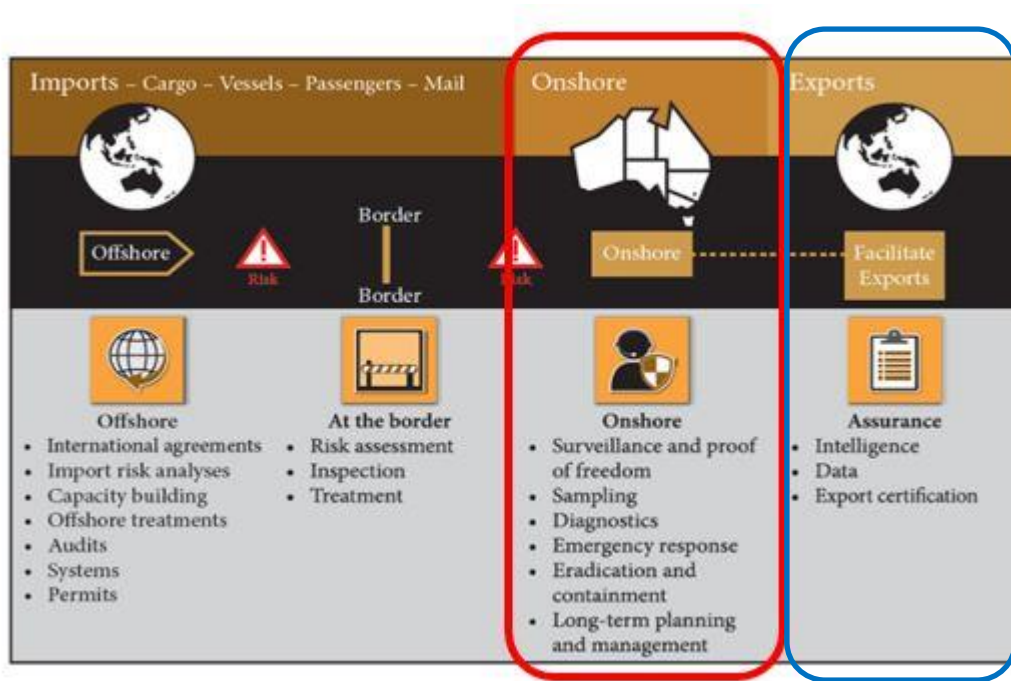 Imports – Cargo – Vessels – Passengers – Mail
Onshore
Exports
Offshore
Risk
Border
Border
Risk
Onshore
Facilitate
Exports
Offshore
• International agreements
• Import risk analyses
• Capacity building
• Offshore treatments
• Audits
• Systems
• Permits
At the border
• Risk assessment
• Inspection
• Treatment
Onshore
• Surveillance and proof
of freedom
• Sampling
• Diagnostics
• Emergency response
• Eradication and
containment
• Long-term planning
and management
Assurance
• Intelligence
• Data
• Export certification